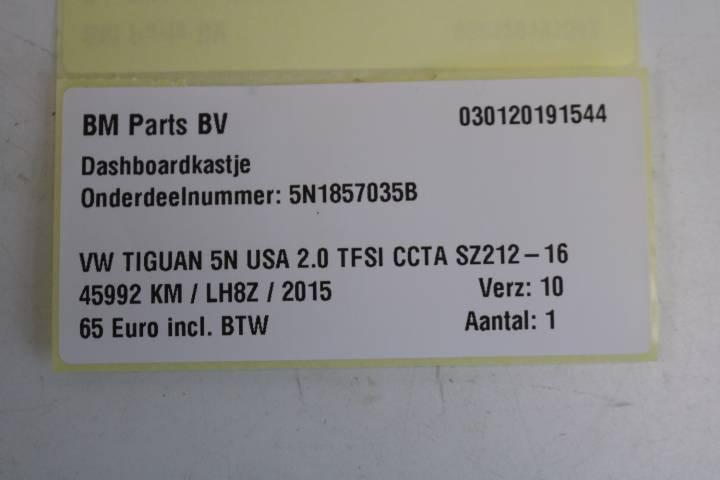 BM Parts BV 030120191544
Dashboardkastje
Onderdeelnummer: 5N1857035B
VW TIGUAN 5N USA 2.0 TFSI CCTA SZ212-16
45992 KM / LH8Z / 2015 Verz: 10
65 Euro incl. BTW Aantal: 1